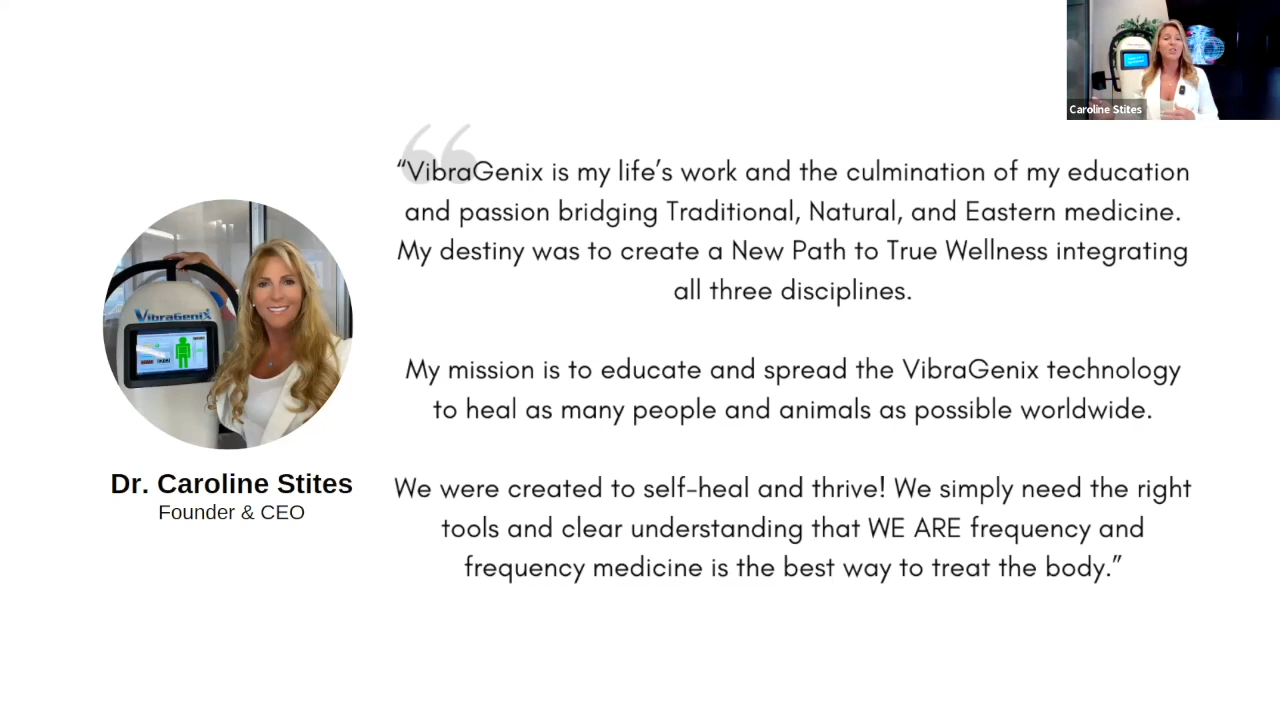 Caroline Stites
“VibraGenix is my life’s work and the culmination of my education
and passion bridging Traditional, Natural, and Eastern medicine.
My destiny was to create a New Path to True Wellness integrating
all three disciplines.
My mission is to educate and spread the VibraGenix technology
to heal as many people and animals as possible worldwide.
We were created to self-heal and thrive! We simply need the right
tools and clear understanding that WE ARE frequency and
frequency medicine is the best way to treat the body.”
VibraGenix
Dr. Caroline Stites
Founder & CEO